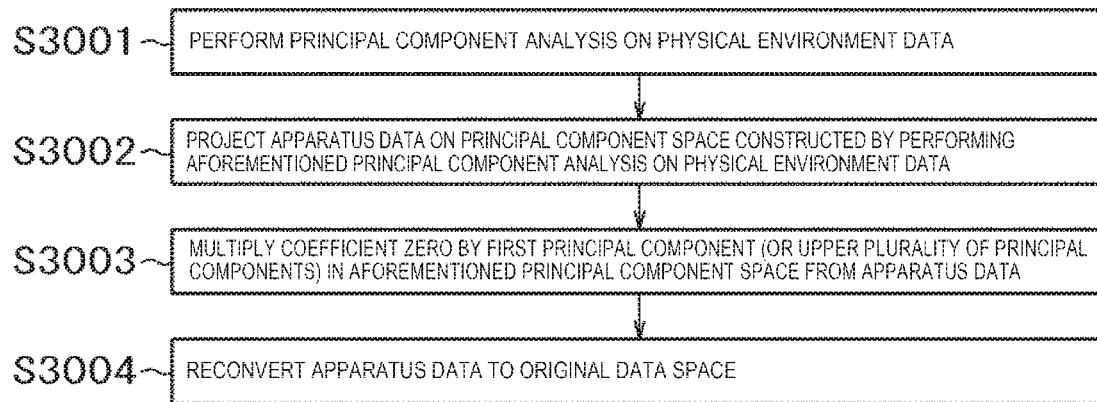 S3001 PERFORM PRINCIPAL COMPONENT ANALYSIS ON PHYSICAL ENVIRONMENT DATA
S3002 PROJECT APPARATUS DATA ON PRINCIPAL COMPONENT SPACE CONSTRUCTED BY PERFORMING
AFOREMENTIONED PRINCIPAL COMPONENT ANALYSIS ON PHYSICAL ENVIRONMENT DATA
S3003 MULTIPLY COEFFICIENT ZERO BY FIRST PRINCIPAL COMPONENT (OR UPPER PLURALITY OF PRINCIPAL
COMPONENTS) IN AFOREMENTIONED PRINCIPAL COMPONENT SPACE FROM APPARATUS DATA
S3004 RECONVERT APPARATUS DATA TO ORIGINAL DATA SPACE